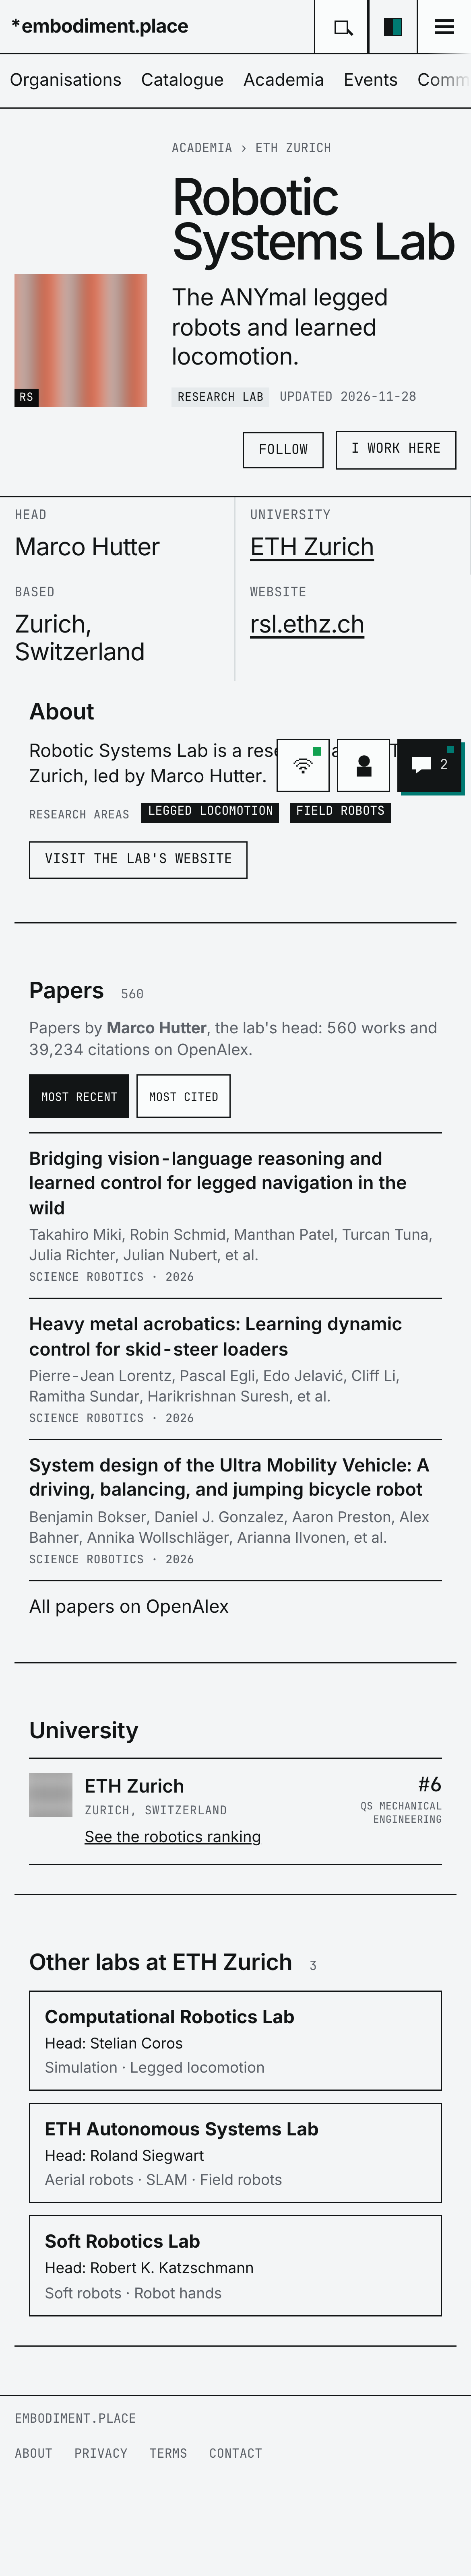 *embodiment.place
Organisations Catalogue Academia Events Comm
ACADEMIA › ETH ZURICH
Robotic
Systems Lab
The ANYmal legged
robots and learned
locomotion.
RS
RESEARCH LAB UPDATED 2026-11-28
FOLLOW I WORK HERE
HEAD
Marco Hutter
UNIVERSITY
ETH Zurich
BASED
Zurich,
Switzerland
WEBSITE
rsl.ethz.ch
About
Robotic Systems Lab is a
Zurich, led by Marco Hutter.
2
RESEARCH AREAS LEGGED LOCOMOTION FIELD ROBOTS
VISIT THE LAB'S WEBSITE
Papers 560
Papers by Marco Hutter, the lab's head: 560 works and
39,234 citations on OpenAlex.
MOST RECENT MOST CITED
Bridging vision-language reasoning and
learned control for legged navigation in the
wild
Takahiro Miki, Robin Schmid, Manthan Patel, Turcan Tuna,
Julia Richter, Julian Nubert, et al.
SCIENCE ROBOTICS · 2026
Heavy metal acrobatics: Learning dynamic
control for skid-steer loaders
Pierre-Jean Lorentz, Pascal Egli, Edo Jelavić, Cliff Li,
Ramitha Sundar, Harikrishnan Suresh, et al.
SCIENCE ROBOTICS · 2026
System design of the Ultra Mobility Vehicle: A
driving, balancing, and jumping bicycle robot
Benjamin Bokser, Daniel J. Gonzalez, Aaron Preston, Alex
Bahner, Annika Wollschläger, Arianna Ilvonen, et al.
SCIENCE ROBOTICS · 2026
All papers on OpenAlex
University
ETH Zurich
ZURICH, SWITZERLAND
See the robotics ranking
#6
QS MECHANICAL
ENGINEERING
Other labs at ETH Zurich 3
Computational Robotics Lab
Head: Stelian Coros
Simulation · Legged locomotion
ETH Autonomous Systems Lab
Head: Roland Siegwart
Aerial robots · SLAM · Field robots
Soft Robotics Lab
Head: Robert K. Katzschmann
Soft robots · Robot hands
EMBODIMENT.PLACE
ABOUT PRIVACY TERMS CONTACT